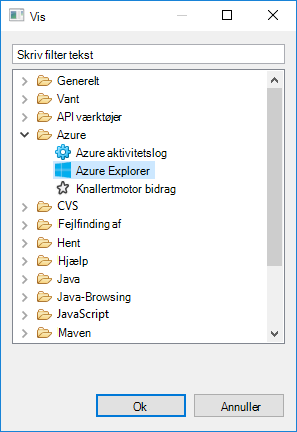 Vis
Skriv filter tekst
Generelt
Vant
API værktøjer
Azure
Azure aktivitetslog
Azure Explorer
Knallertmotor bidrag
CVS
Fejlfinding af
Hent
Hjælp
Java
Java-Browsing
JavaScript
Maven
Ok
Annuller